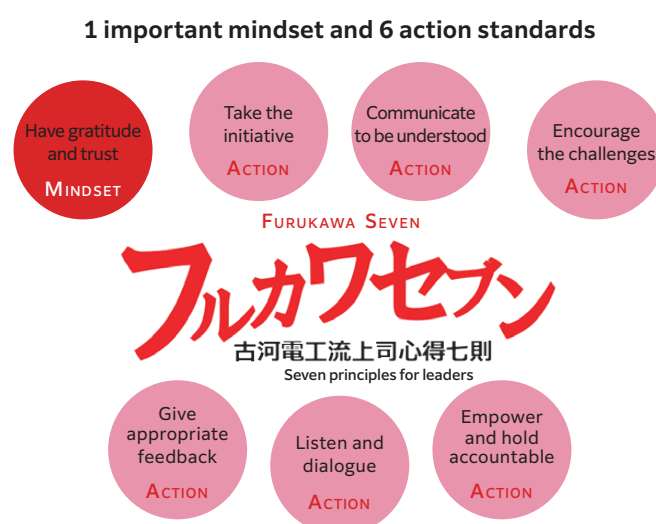 1 important mindset and 6 action standards
Have gratitude
and trust
MINDSET
Take the
initiative
ACTION
Communicate
to be understood
ACTION
Encourage
the challenges
ACTION
FURUKAWA SEVEN
フルカワセブン
古河電工流上司心得七則
Seven principles for leaders
Give
appropriate
feedback
ACTION
Listen and
dialogue
ACTION
Empower
and hold
accountable
ACTION